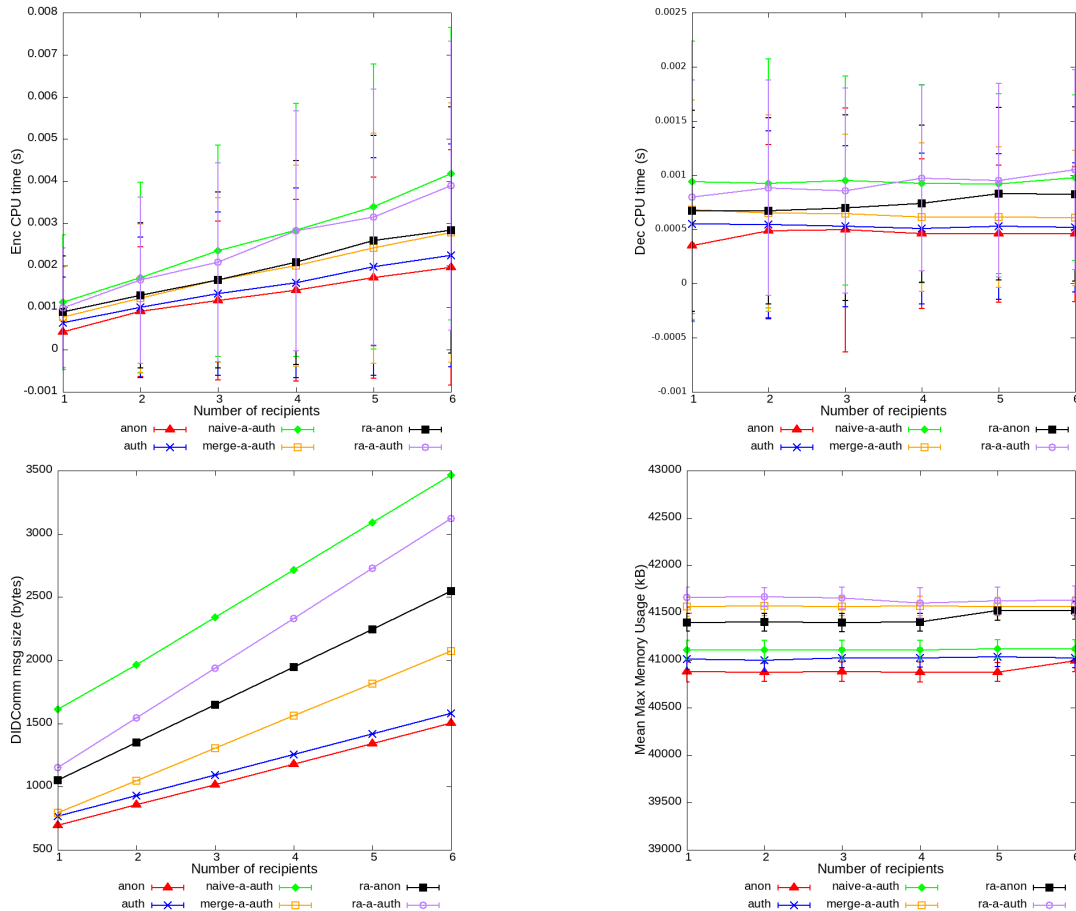 0.008
0.007
0.006
0.005
0.004
0.003
0.002
0.001
0
-0.001
Enc CPU time (s)
1 2 3 4 5 6
Number of recipients
anon naive-a-auth ra-anon
auth merge-a-auth ra-a-auth
0.0025
0.002
0.0015
0.001
0.0005
0
-0.0005
-0.001
Dec CPU time (s)
1 2 3 4 5 6
Number of recipients
anon naive-a-auth ra-anon
auth merge-a-auth ra-a-auth
3500
3000
2500
2000
1500
1000
500
DIDComm msg size (bytes)
1 2 3 4 5 6
Number of recipients
anon naive-a-auth ra-anon
auth merge-a-auth ra-a-auth
43000
42500
42000
41500
41000
40500
40000
39500
39000
Mean Max Memory Usage (kB)
1 2 3 4 5 6
Number of recipients
anon naive-a-auth ra-anon
auth merge-a-auth ra-a-auth